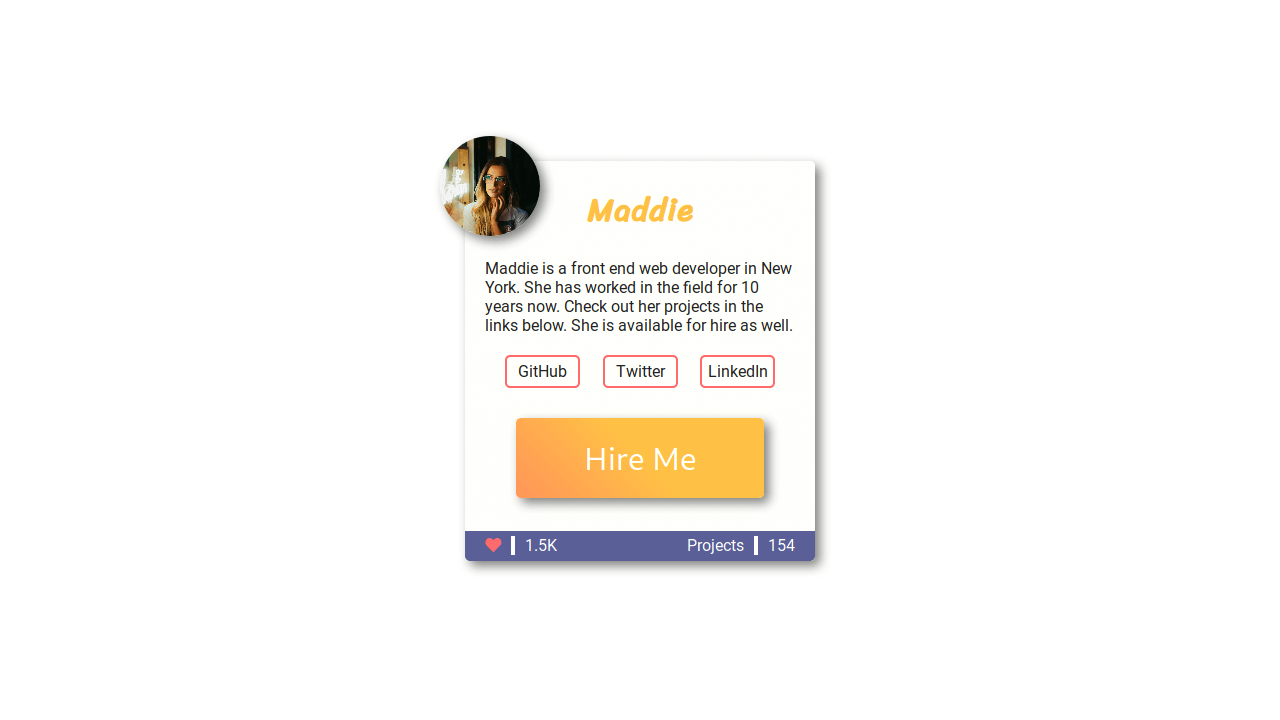 Maddie
Maddie is a front end web developer in New
York. She has worked in the field for 10
years now. Check out her projects in the
links below. She is available for hire as well.
GitHub Twitter LinkedIn
Hire Me
1.5K Projects 154